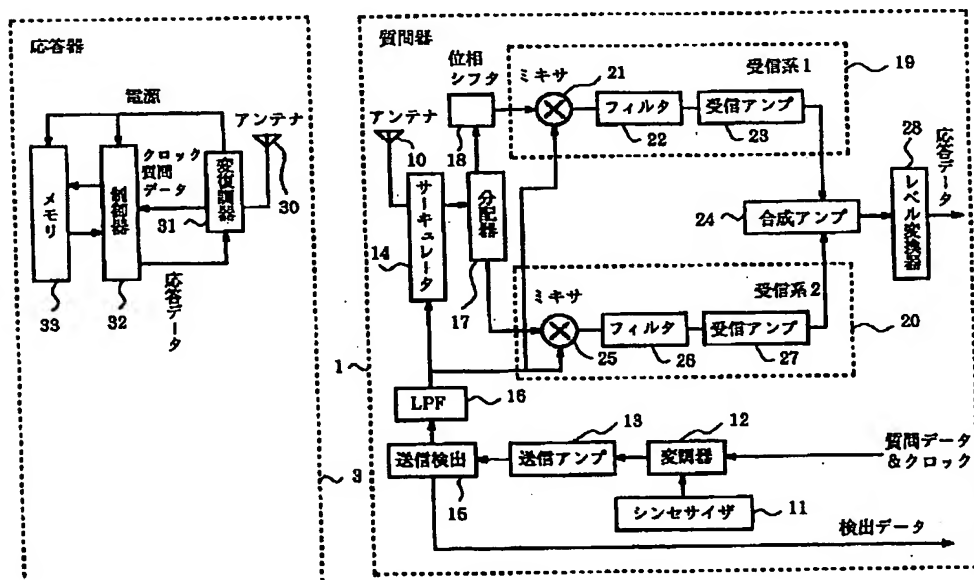 応答器
電源
アンテナ
クロック
質問
データ
変復調器
メモリ
制御器
30
31
応答データ
33
32
3
質問器
位相
シフタ
アンテナ
10
18
サーキュレータ
14
分配器
17
ミキサ
21
受信系1
19
フィルタ
22
受信アンプ
23
24
合成アンプ
28
レベル変換器
応答データ
ミキサ
受信系2
25
フィルタ
26
受信アンプ
27
20
1
LPF
16
送信検出
15
送信アンプ
13
変調器
12
質問データ
&クロック
シンセサイザ
11
検出データ